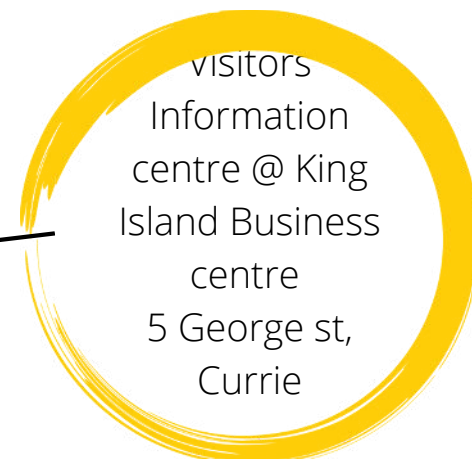 Visitors
Information
centre @ King
Island Business
centre
5 George st,
Currie